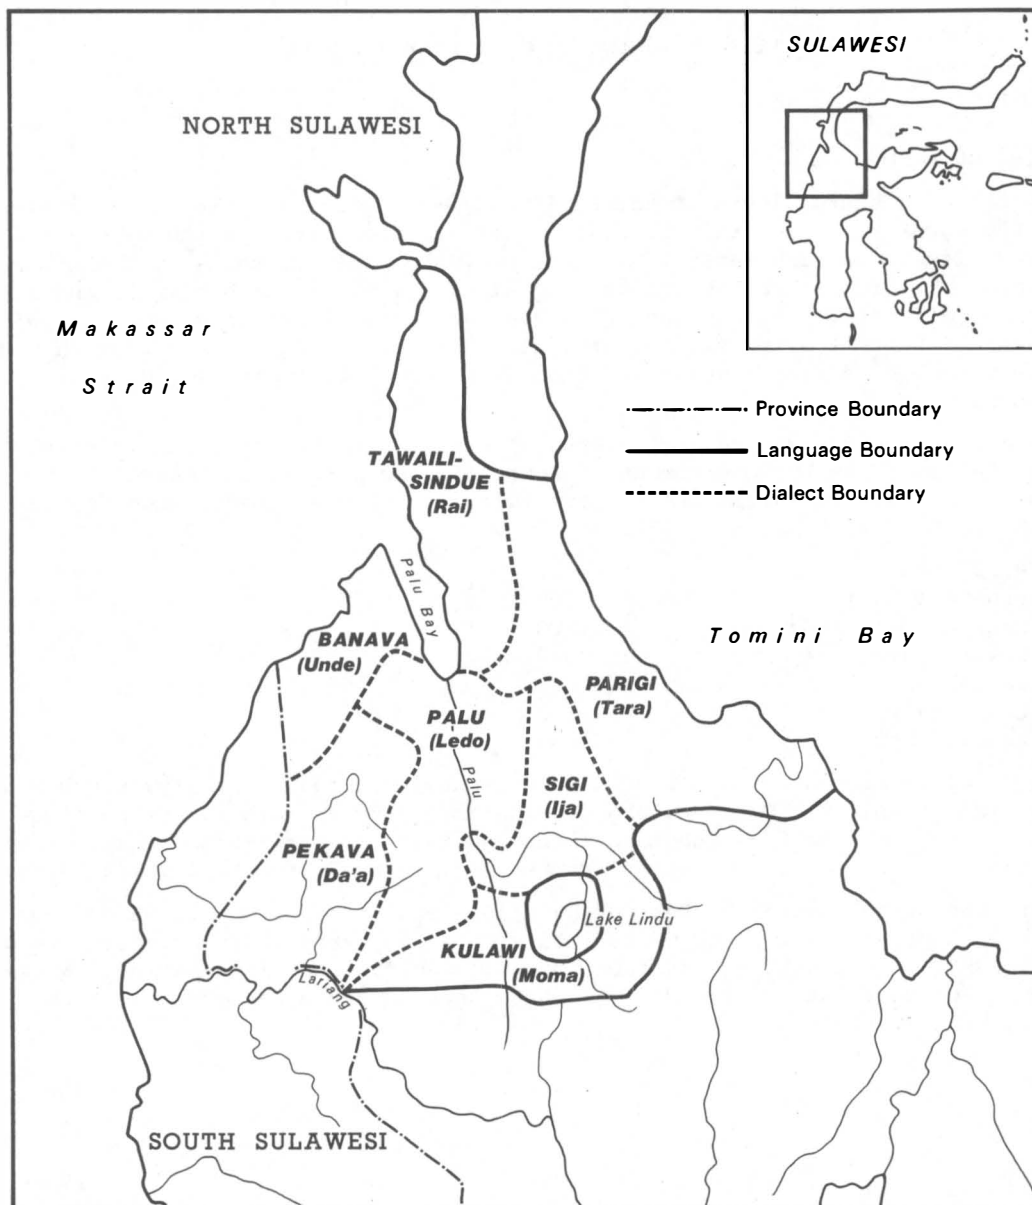 SULAWESI
NORTH SULAWESI
Makassar
Strait
Province Boundary
Language Boundary
Dialect Boundary
TAWAILI-
SINDUE
(Rai)
Palu Bay
BANAVA
(Unde)
Tomini Bay
PARIGI
(Tara)
PALU
(Ledo)
Palu
SIGI
(Ija)
PEKAVA
(Da'a)
Lake Lindu
KULAWI
(Moma)
Lariang
SOUTH SULAWESI